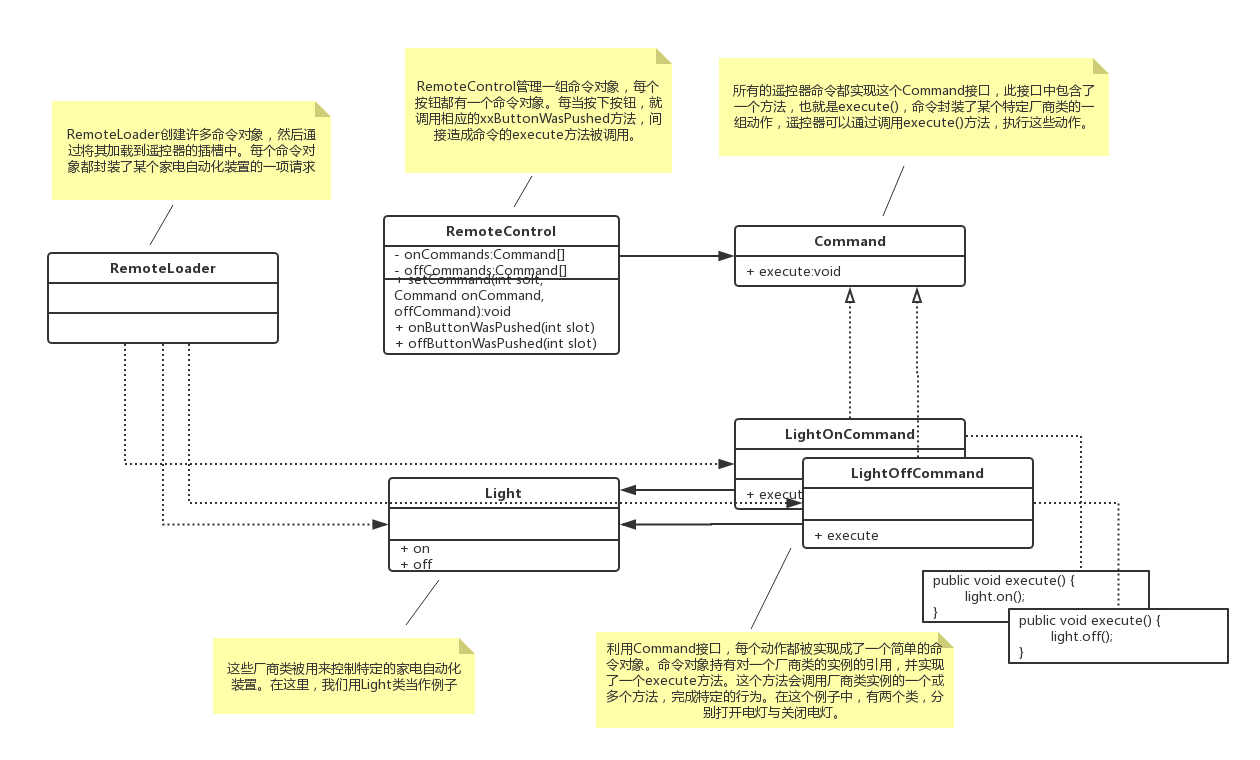 RemoteControl管理一组命令对象，每个
按钮都有一个命令对象。每当按下按钮，就
调用相应的xxButtonWasPushed方法，间
接造成命令的execute方法被调用。
所有的遥控器命令都实现这个Command接口，此接口中包含了
一个方法，也就是execute()，命令封装了某个特定厂商类的一
组动作，遥控器可以通过调用execute()方法，执行这些动作。
RemoteLoader创建许多命令对象，然后通
过将其加载到遥控器的插槽中。每个命令对
象都封装了某个家电自动化装置的一项请求
RemoteControl
- onCommands:Command[]
- offCommands:Command[]
+ setCommand(int solt,
Command onCommand,
offCommand):void
+ onButtonWasPushed(int slot)
+ offButtonWasPushed(int slot)
Command
+ execute:void
RemoteLoader
LightOnCommand
+ execut
LightOffCommand
+ execute
Light
+ on
+ off
public void execute() {
light.on();
}
public void execute() {
light.off();
}
这些厂商类被用来控制特定的家电自动化
装置。在这里，我们用Light类当作例子
利用Command接口，每个动作都被实现成了一个简单的命
令对象。命令对象持有对一个厂商类的实例的引用，并实现
了一个execute方法。这个方法会调用厂商类实例的一个或
多个方法，完成特定的行为。在这个例子中，有两个类，分
别打开电灯与关闭电灯。